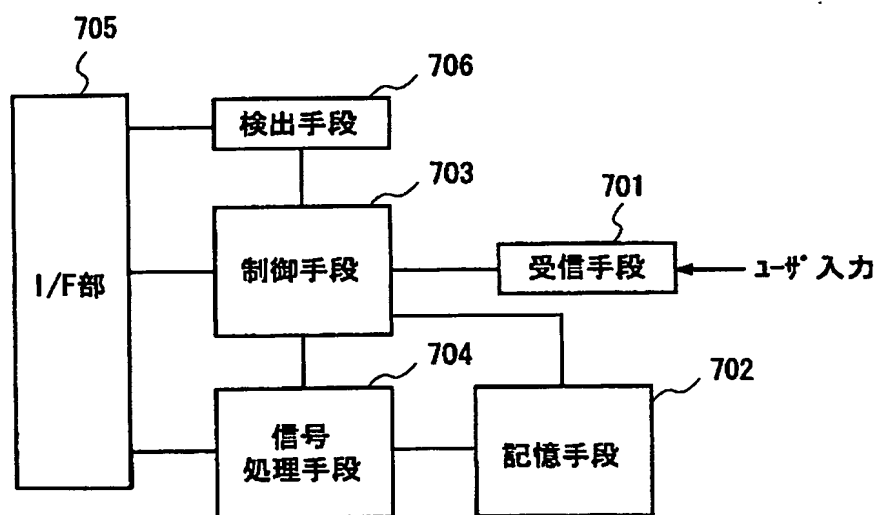 705
706
検出手段
703
701
制御手段
受信手段
ﾕｰｻﾞ入力
I/F部
704
702
信号
処理手段
記憶手段